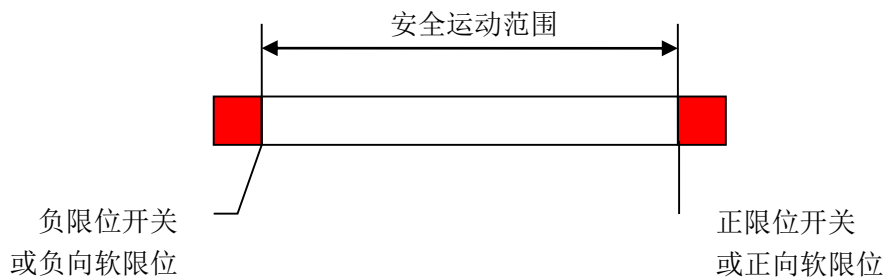 安全运动范围
负限位开关
或负向软限位
正限位开关
或正向软限位